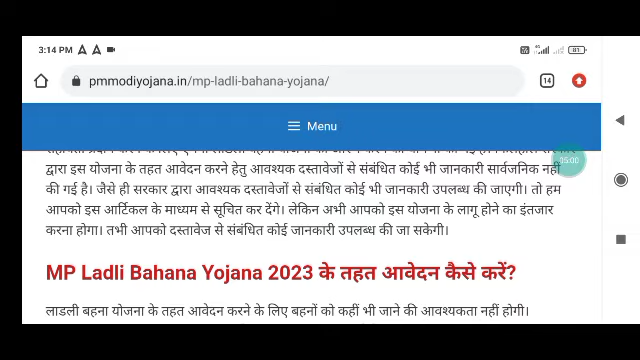 3:14 PM
81
pmmodiyojana.in/mp-ladli-bahana-yojana/
14
Menu
05:00
द्वारा इस योजना के तहत आवेदन करने हेतु आवश्यक दस्तावेजों से संबंधित कोई भी जानकारी सार्वजनिक नहीं
की गई है। जैसे ही सरकार द्वारा आवश्यक दस्तावेजों से संबंधित कोई भी जानकारी उपलब्ध की जाएगी। तो हम
आपको इस आर्टिकल के माध्यम से सूचित कर देंगे। लेकिन अभी आपको इस योजना के लागू होने का इंतजार
करना होगा। तभी आपको दस्तावेज से संबंधित कोई जानकारी उपलब्ध की जा सकेगी।
MP Ladli Bahana Yojana 2023 के तहत आवेदन कैसे करें?
लाडली बहना योजना के तहत आवेदन करने के लिए बहनों को कहीं भी जाने की आवश्यकता नहीं होगी।